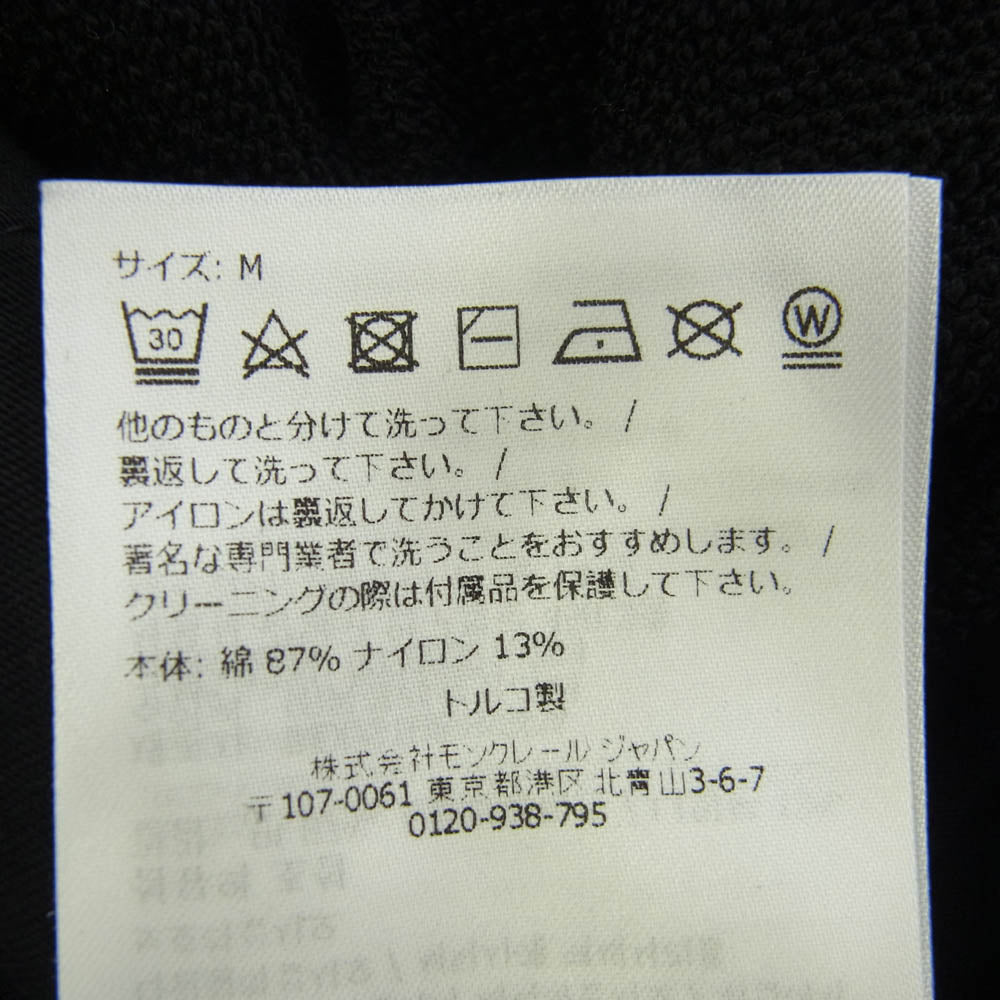 サイズ: M
30
W
他のものと分けて洗って下さい。 /
裏返して洗って下さい。 /
アイロンは裏返してかけて下さい。 /
著名な専門業者で洗うことをおすすめします。 /
クリーニングの際は付属品を保護して下さい。
本体: 綿 87% ナイロン 13%
トルコ製
株式会社モンクレール ジャパン
〒107-0061 東京都港区 北青山3-6-7
0120-938-795